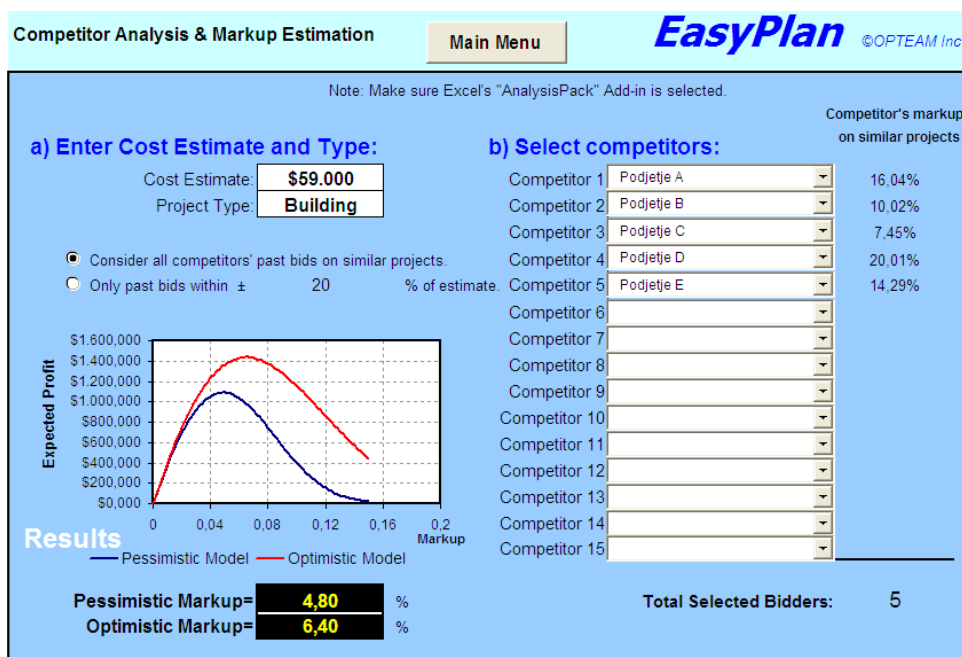 Competitor Analysis & Markup Estimation
Main Menu
EasyPlan ©OPTEAM Inc
Note: Make sure Excel's "AnalysisPack" Add-in is selected.
Competitor's markup
on similar projects
a) Enter Cost Estimate and Type:
Cost Estimate: $59.000
Project Type: Building
Consider all competitors' past bids on similar projects.
Only past bids within ± 20 % of estimate.
b) Select competitors:
Competitor 1 Podjetje A 16,04%
Competitor 2 Podjetje B 10,02%
Competitor 3 Podjetje C 7,45%
Competitor 4 Podjetje D 20,01%
Competitor 5 Podjetje E 14,29%
Competitor 6
Competitor 7
Competitor 8
Competitor 9
Competitor 10
Competitor 11
Competitor 12
Competitor 13
Competitor 14
Competitor 15
Expected Profit
$1.600,000
$1.400,000
$1.200,000
$1.000,000
$800,000
$600,000
$400,000
$200,000
$0,000
0 0,04 0,08 0,12 0,16 0,2
Markup
Results
Pessimistic Model Optimistic Model
Pessimistic Markup= 4,80 %
Optimistic Markup= 6,40 %
Total Selected Bidders: 5